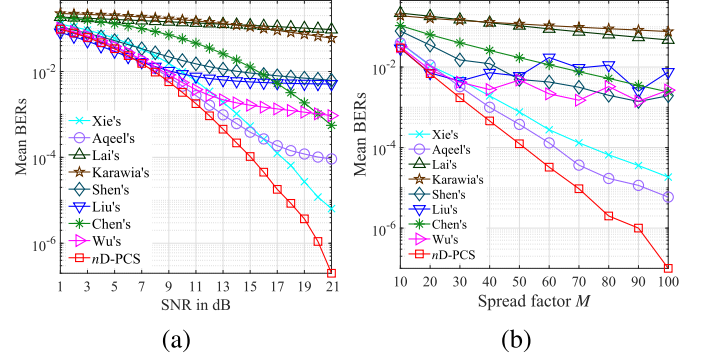 Mean BERs
10^-2
10^-4
10^-6
Xie's
Aqeel's
Lai's
Karawia's
Shen's
Liu's
Chen's
Wu's
nD-PCS
1 3 5 7 9 11 13 15 17 19 21
SNR in dB
(a)
Mean BERs
10^-2
10^-4
10^-6
Xie's
Aqeel's
Lai's
Karawia's
Shen's
Liu's
Chen's
Wu's
nD-PCS
10 20 30 40 50 60 70 80 90 100
Spread factor M
(b)